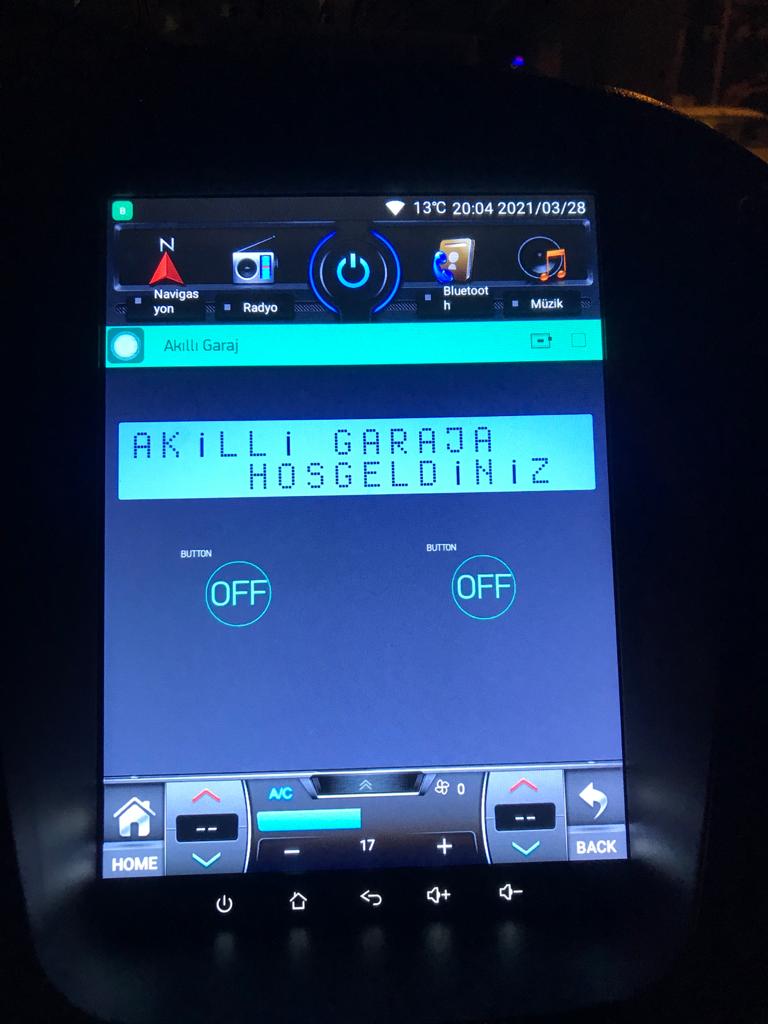 B
13°C 20:04 2021/03/28
N
Navigas
yon
Radyo
Bluetoot
h
Müzik
Akıllı Garaj
AKiLLi GARAJA
HOSGELDiNiZ
BUTTON
OFF
BUTTON
OFF
A/C
0
--
--
− 17 +
HOME
BACK